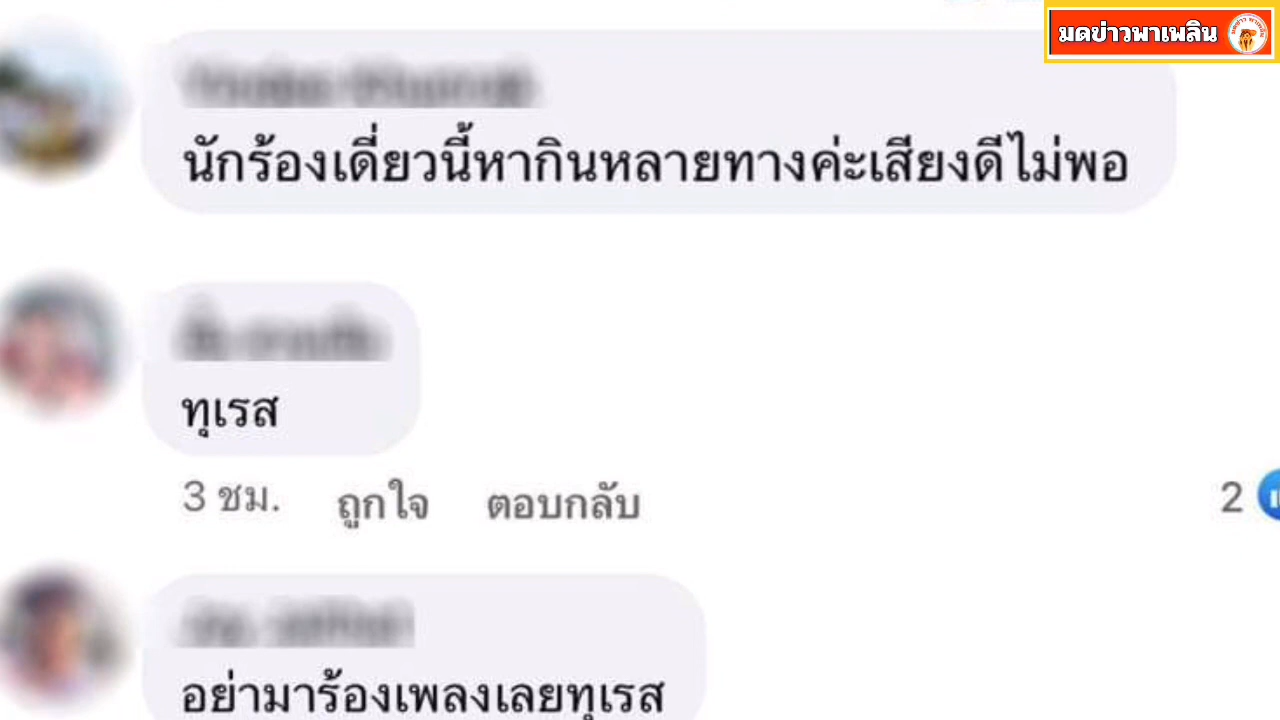 มดข่าวพาเพลิน
นักร้องเดี่ยวนี้หากินหลายทางค่ะเสียงดีไม่พอ
ทุเรส
3 ชม. ถูกใจ ตอบกลับ 2
อย่ามาร้องเพลงเลยทุเรส